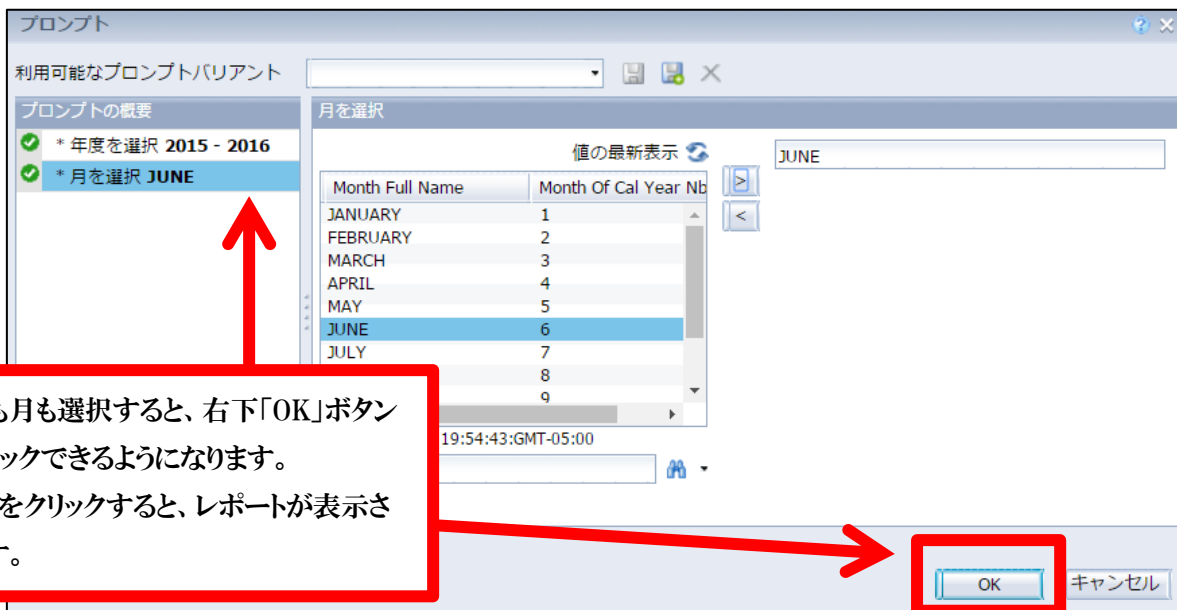 プロンプト
利用可能なプロンプトバリアント
プロンプトの概要
月を選択
* 年度を選択 2015 - 2016
* 月を選択 JUNE
値の最新表示
JUNE
Month Full Name Month Of Cal Year Nb
JANUARY 1
FEBRUARY 2
MARCH 3
APRIL 4
MAY 5
JUNE 6
JULY 7
8
9
>
<
19:54:43:GMT-05:00
も月も選択すると、右下「OK」ボタン
ックできるようになります。
をクリックすると、レポートが表示さ
す。
OK キャンセル